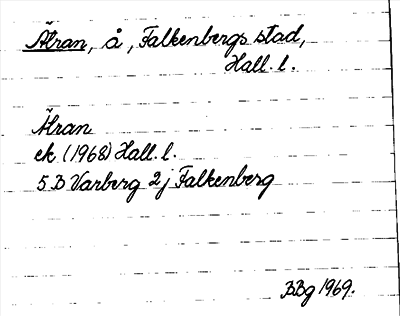 Ätran, å, Falkenbergs stad,
Hall. l.
Ätran
ek. (1968) Hall. l.
5 B Varberg 2 j Falkenberg
BBg 1969.